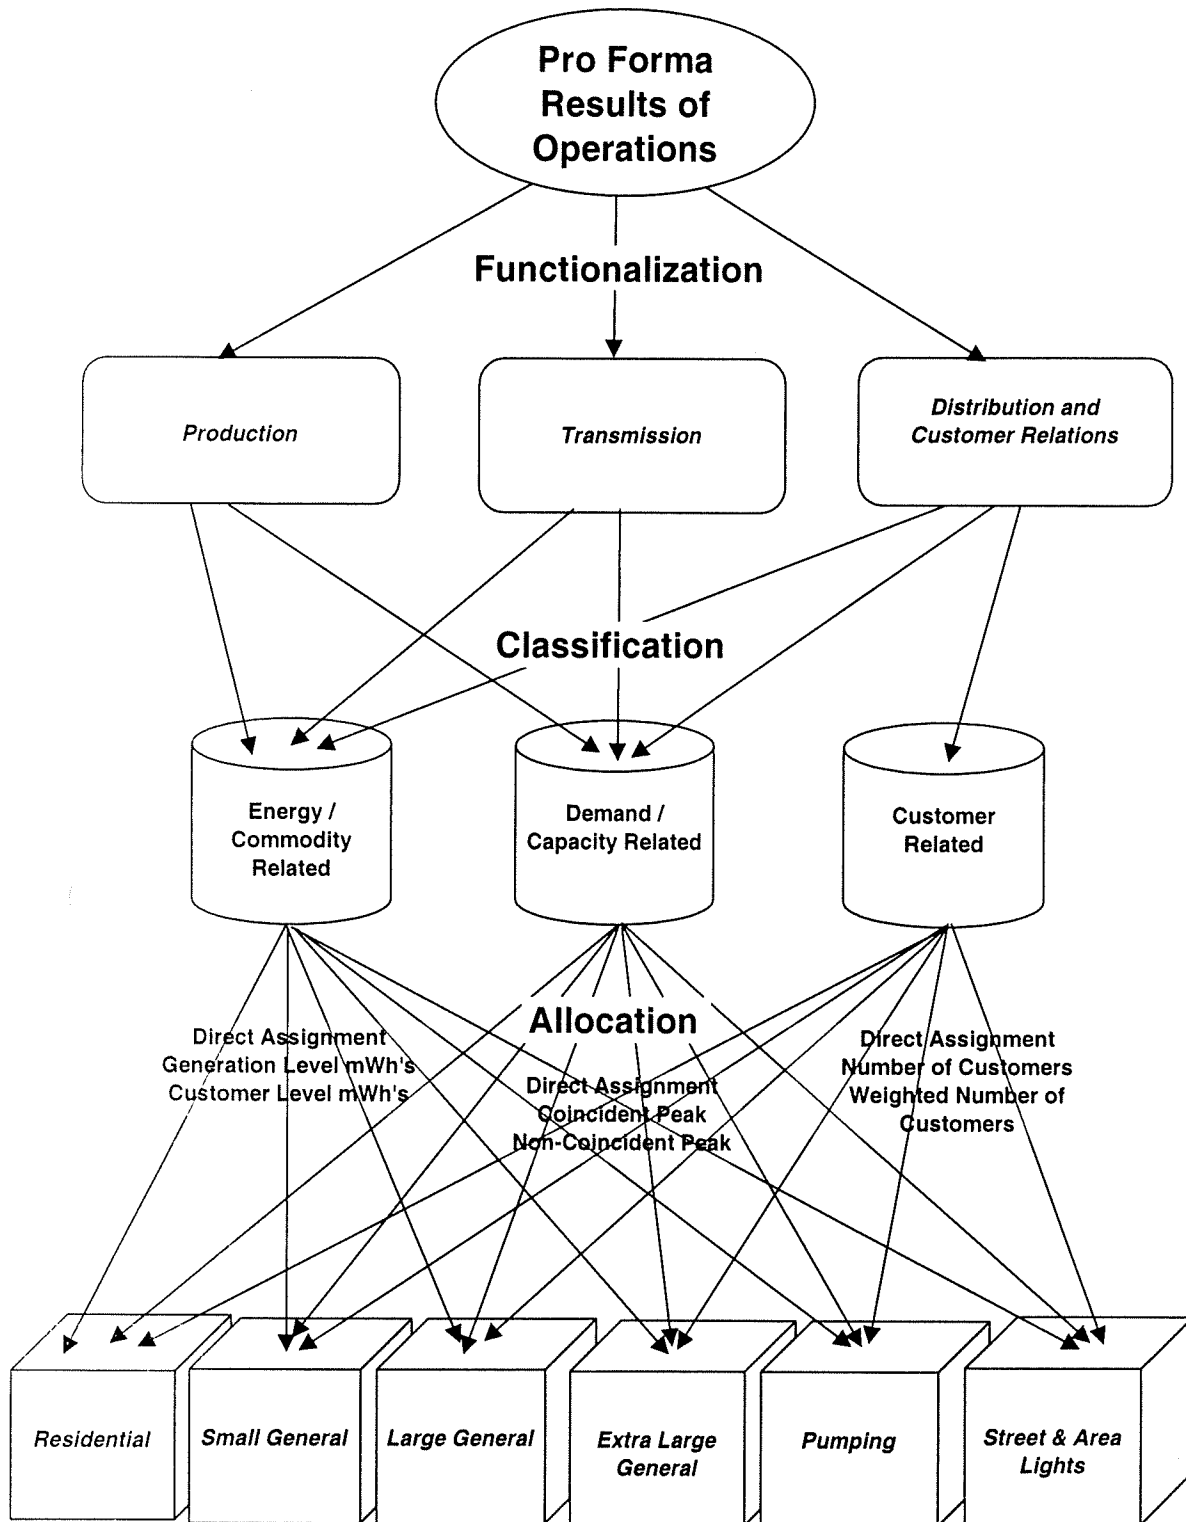 Pro Forma
Results of
Operations
Functionalization
Production
Transmission
Distribution and
Customer Relations
Classification
Energy /
Commodity
Related
Demand /
Capacity Related
Customer
Related
Allocation
Direct Assignment
Generation Level mWh's
Customer Level mWh's
Direct Assignment
Coincident Peak
Non-Coincident Peak
Direct Assignment
Number of Customers
Weighted Number of
Customers
Residential
Small General
Large General
Extra Large
General
Pumping
Street & Area
Lights